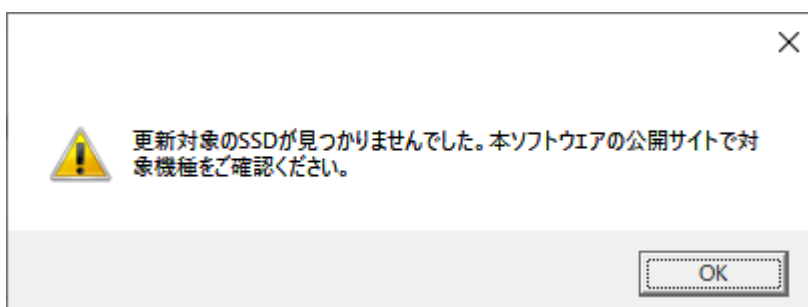 更新対象のSSDが見つかりませんでした。本ソフトウェアの公開サイトで対
象機種をご確認ください。
OK